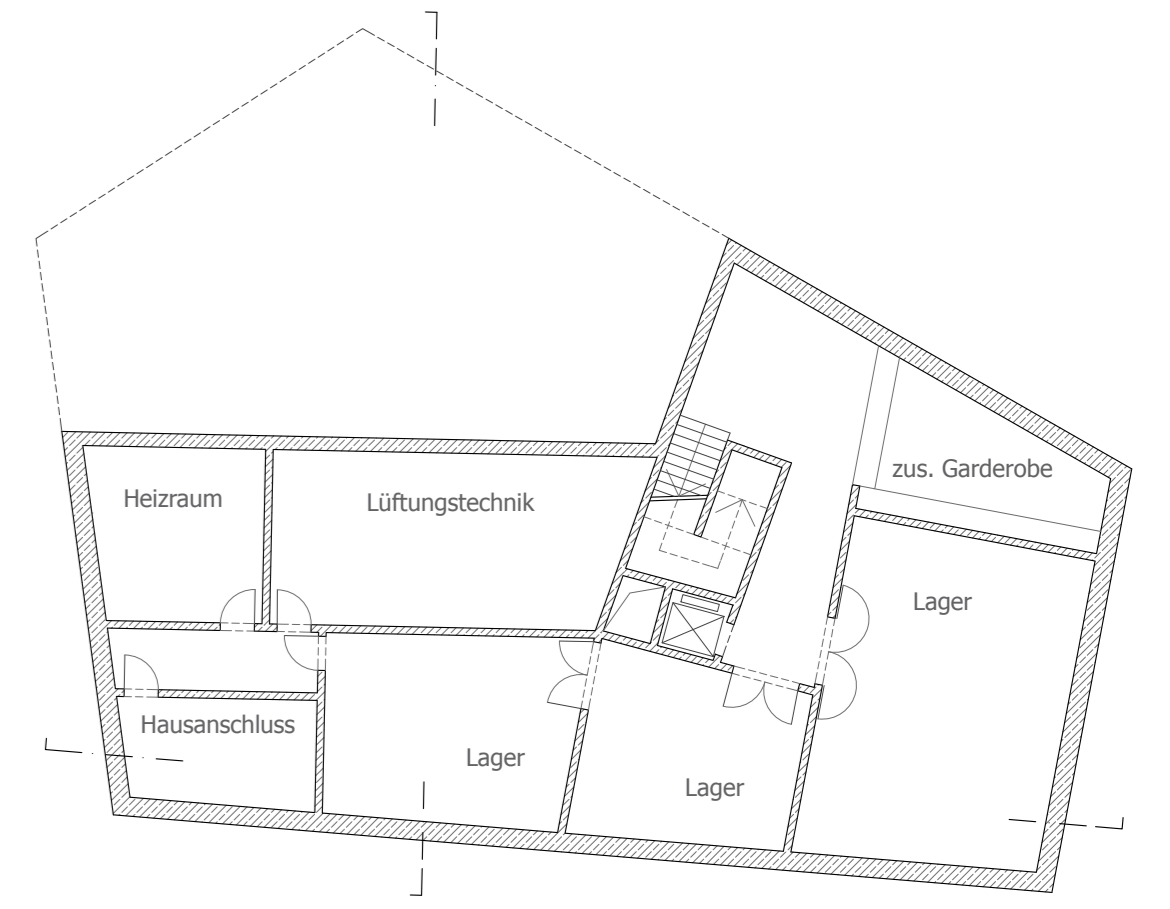 zus. Garderobe
Heizraum
Lüftungstechnik
Lager
Hausanschluss
Lager
Lager